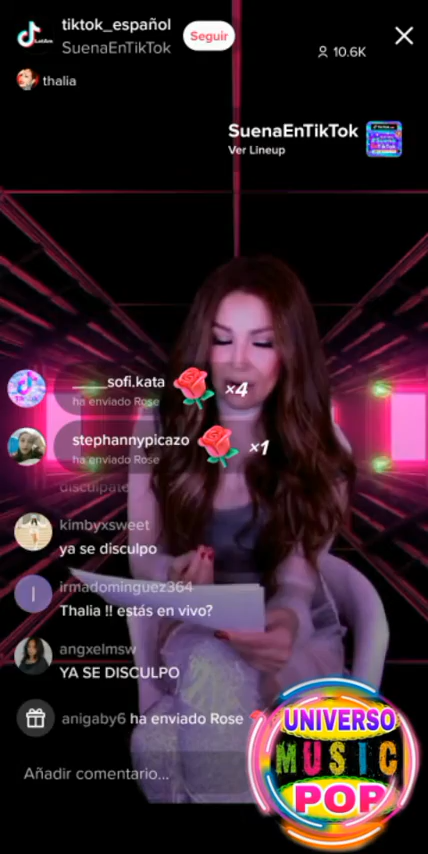 tiktok_español
Seguir
SuenaEnTikTok
10.6K
thalia
SuenaEnTikTok
Ver Lineup
____sofi.kata
ha enviado Rose
×4
stephannypicazo
ha enviado Rose
×1
disculpate
kimbyxsweet
ya se disculpo
irmadominguez364
I
Thalia !! estás en vivo?
angxelmsw
YA SE DISCULPO
anigaby6 ha enviado Rose
Añadir comentario...
UNIVERSO
MUSIC
POP